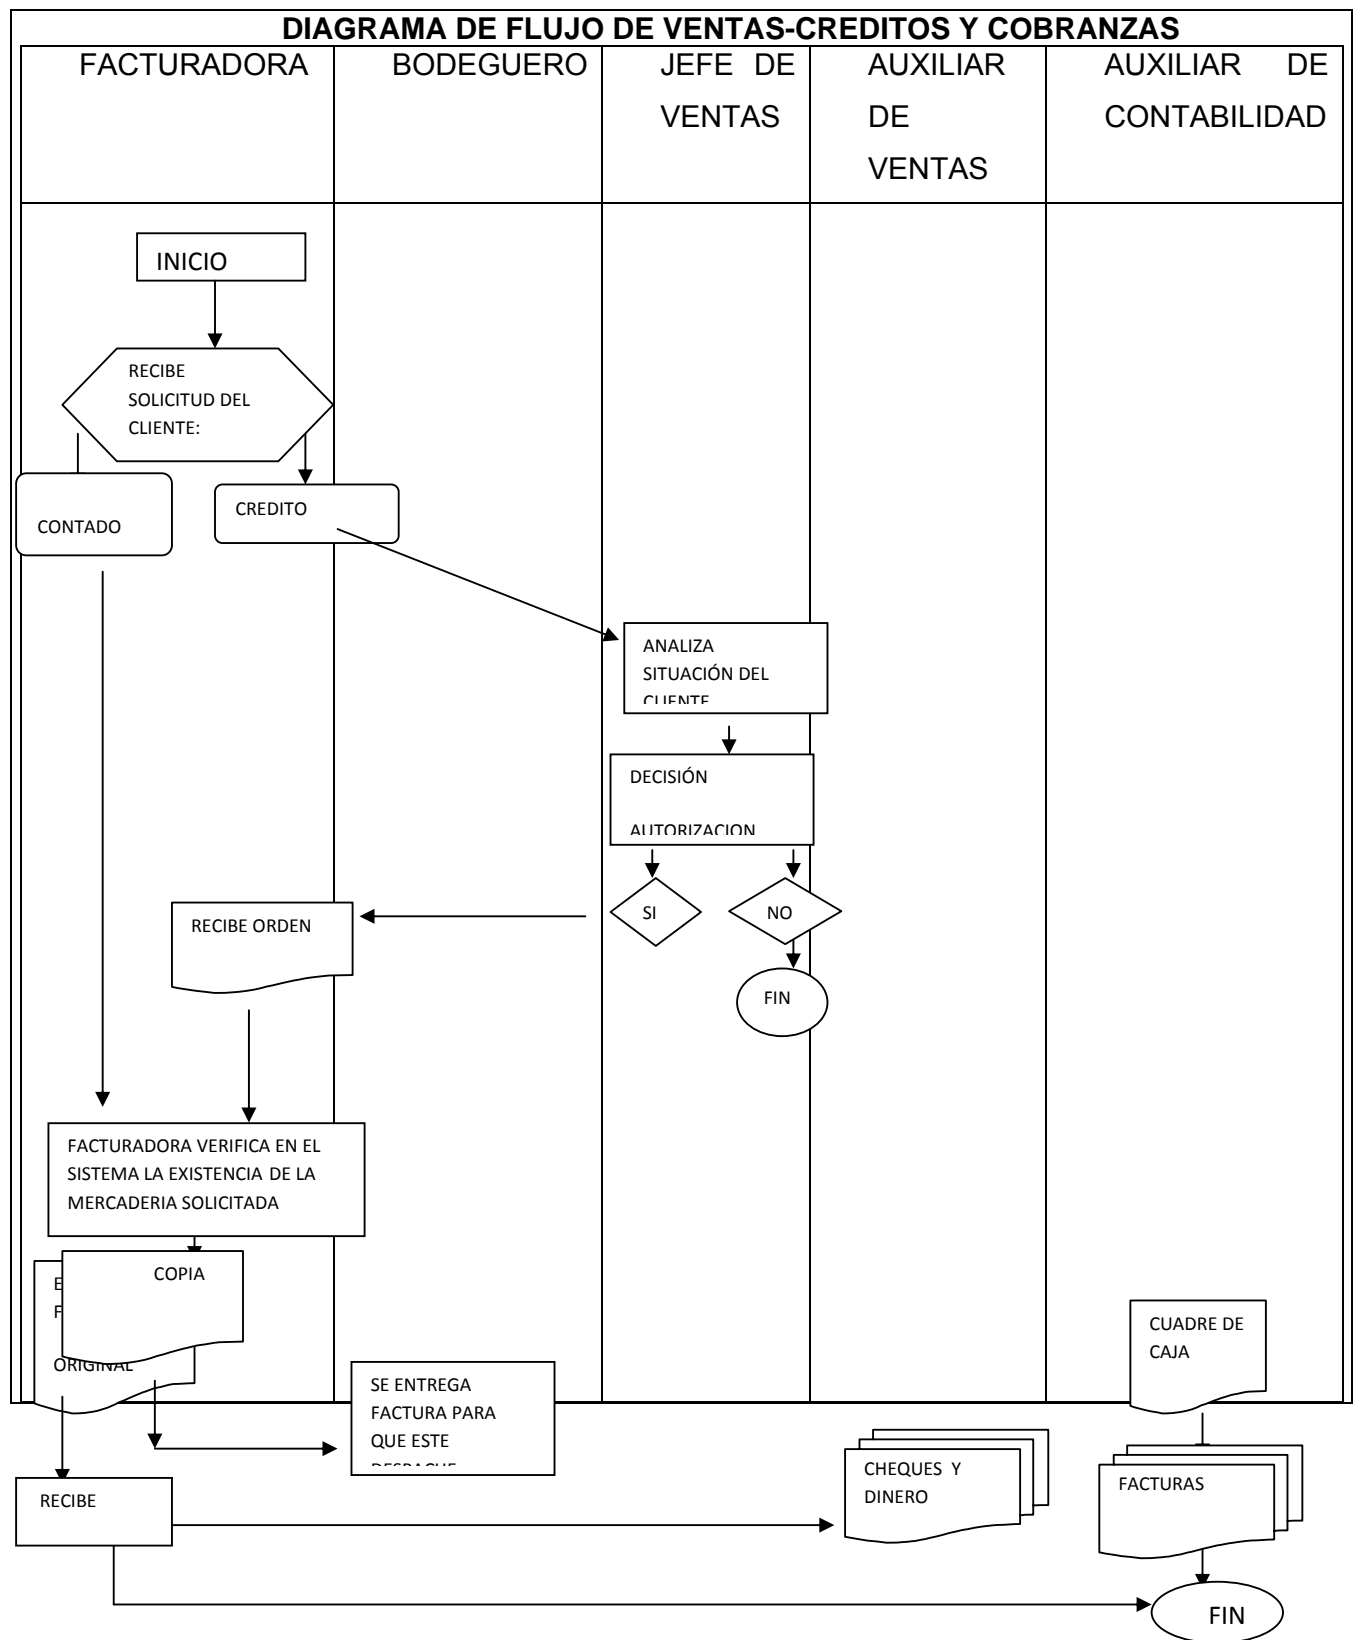 DIAGRAMA DE FLUJO DE VENTAS-CREDITOS Y COBRANZAS
FACTURADORA
BODEGUERO
JEFE DE
VENTAS
AUXILIAR
DE
VENTAS
AUXILIAR DE
CONTABILIDAD
INICIO
RECIBE
SOLICITUD DEL
CLIENTE:
CONTADO
CREDITO
ANALIZA
SITUACIÓN DEL
CLIENTE
DECISIÓN
AUTORIZACION
SI
NO
RECIBE ORDEN
FIN
FACTURADORA VERIFICA EN EL
SISTEMA LA EXISTENCIA DE LA
MERCADERIA SOLICITADA
COPIA
E
F
ORIGINAL
SE ENTREGA
FACTURA PARA
QUE ESTE
DESPACHE
CUADRE DE
CAJA
CHEQUES Y
DINERO
FACTURAS
RECIBE
FIN